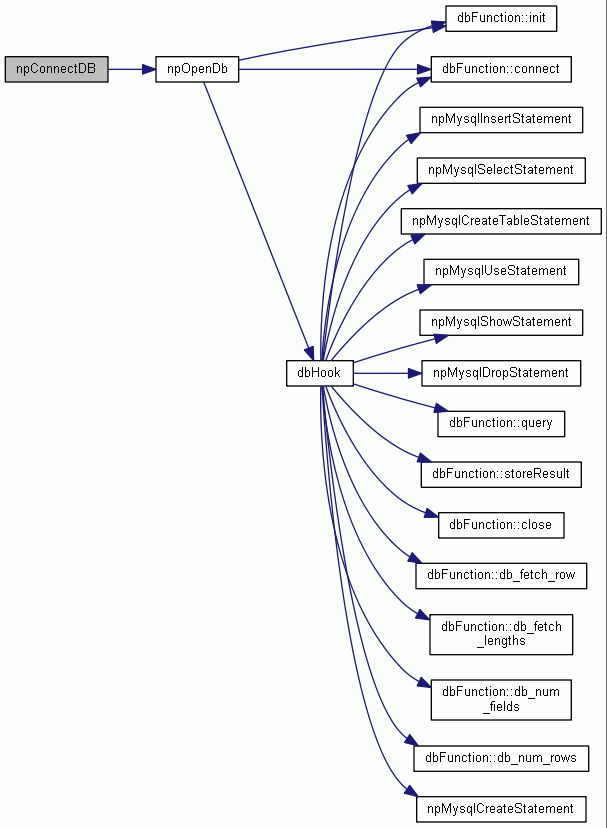 dbFunction::init
npConnectDB
npOpenDb
dbFunction::connect
npMysqlInsertStatement
npMysqlSelectStatement
npMysqlCreateTableStatement
npMysqlUseStatement
npMysqlShowStatement
dbHook
npMysqlDropStatement
dbFunction::query
dbFunction::storeResult
dbFunction::close
dbFunction::db_fetch_row
dbFunction::db_fetch
_lengths
dbFunction::db_num
_fields
dbFunction::db_num_rows
npMysqlCreateStatement